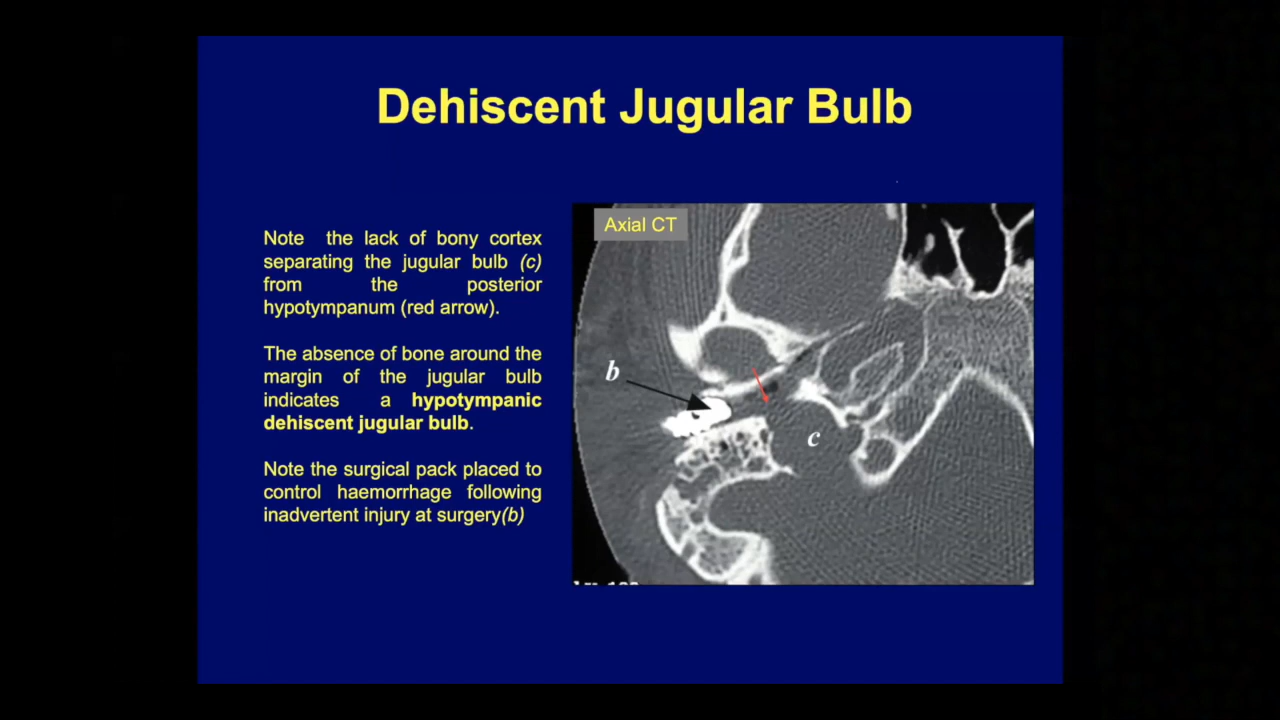 Dehiscent Jugular Bulb
Note the lack of bony cortex
separating the jugular bulb (c)
from the posterior
hypotympanum (red arrow).
The absence of bone around the
margin of the jugular bulb
indicates a hypotympanic
dehiscent jugular bulb.
Note the surgical pack placed to
control haemorrhage following
inadvertent injury at surgery(b)
Axial CT
b
c